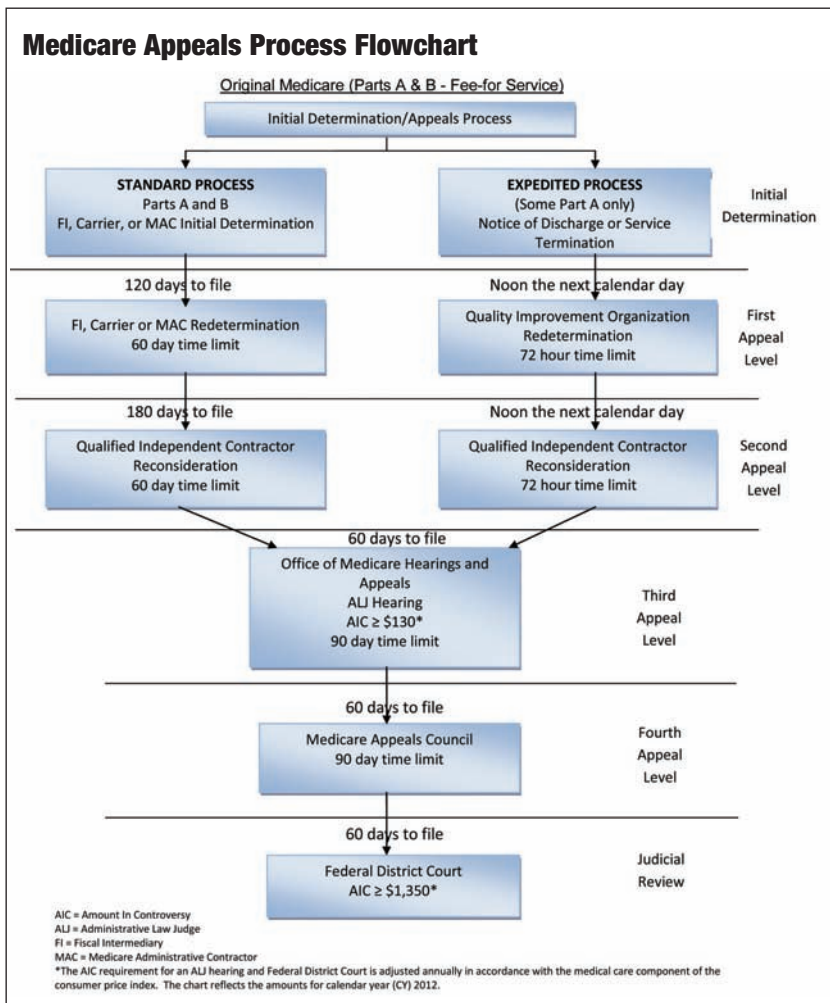 Medicare Appeals Process Flowchart
Original Medicare (Parts A & B - Fee-for Service)
Initial Determination/Appeals Process
STANDARD PROCESS
Parts A and B
FI, Carrier, or MAC Initial Determination
EXPEDITED PROCESS
(Some Part A only)
Notice of Discharge or Service
Termination
Initial
Determination
120 days to file
Noon the next calendar day
FI, Carrier or MAC Redetermination
60 day time limit
Quality Improvement Organization
Redetermination
72 hour time limit
First
Appeal
Level
180 days to file
Noon the next calendar day
Qualified Independent Contractor
Reconsideration
60 day time limit
Qualified Independent Contractor
Reconsideration
72 hour time limit
Second
Appeal
Level
60 days to file
Office of Medicare Hearings and
Appeals
ALJ Hearing
AIC ≥ $130*
90 day time limit
Third
Appeal
Level
60 days to file
Medicare Appeals Council
90 day time limit
Fourth
Appeal
Level
60 days to file
Federal District Court
AIC ≥ $1,350*
Judicial
Review
AIC = Amount In Controversy
ALJ = Administrative Law Judge
FI = Fiscal Intermediary
MAC = Medicare Administrative Contractor
*The AIC requirement for an ALJ hearing and Federal District Court is adjusted annually in accordance with the medical care component of the
consumer price index. The chart reflects the amounts for calendar year (CY) 2012.